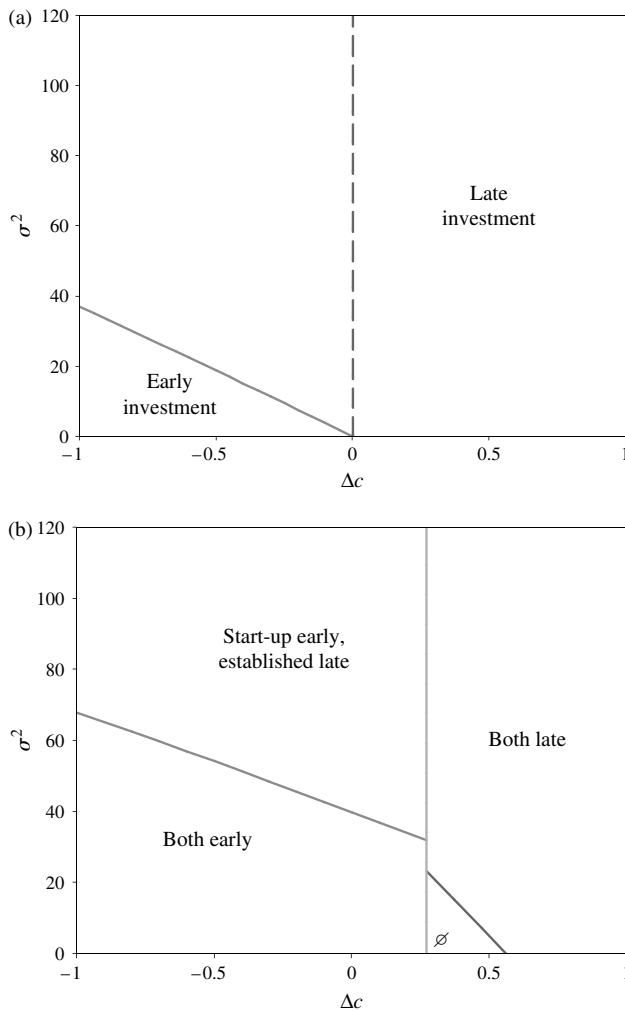 (a)
120
100
80
60
40
20
0
σ²
Late
investment
Early
investment
−1
−0.5
0
0.5
1
Δc
(b)
120
100
80
60
40
20
0
σ²
Start-up early,
established late
Both late
Both early
∅
−1
−0.5
0
0.5
1
Δc